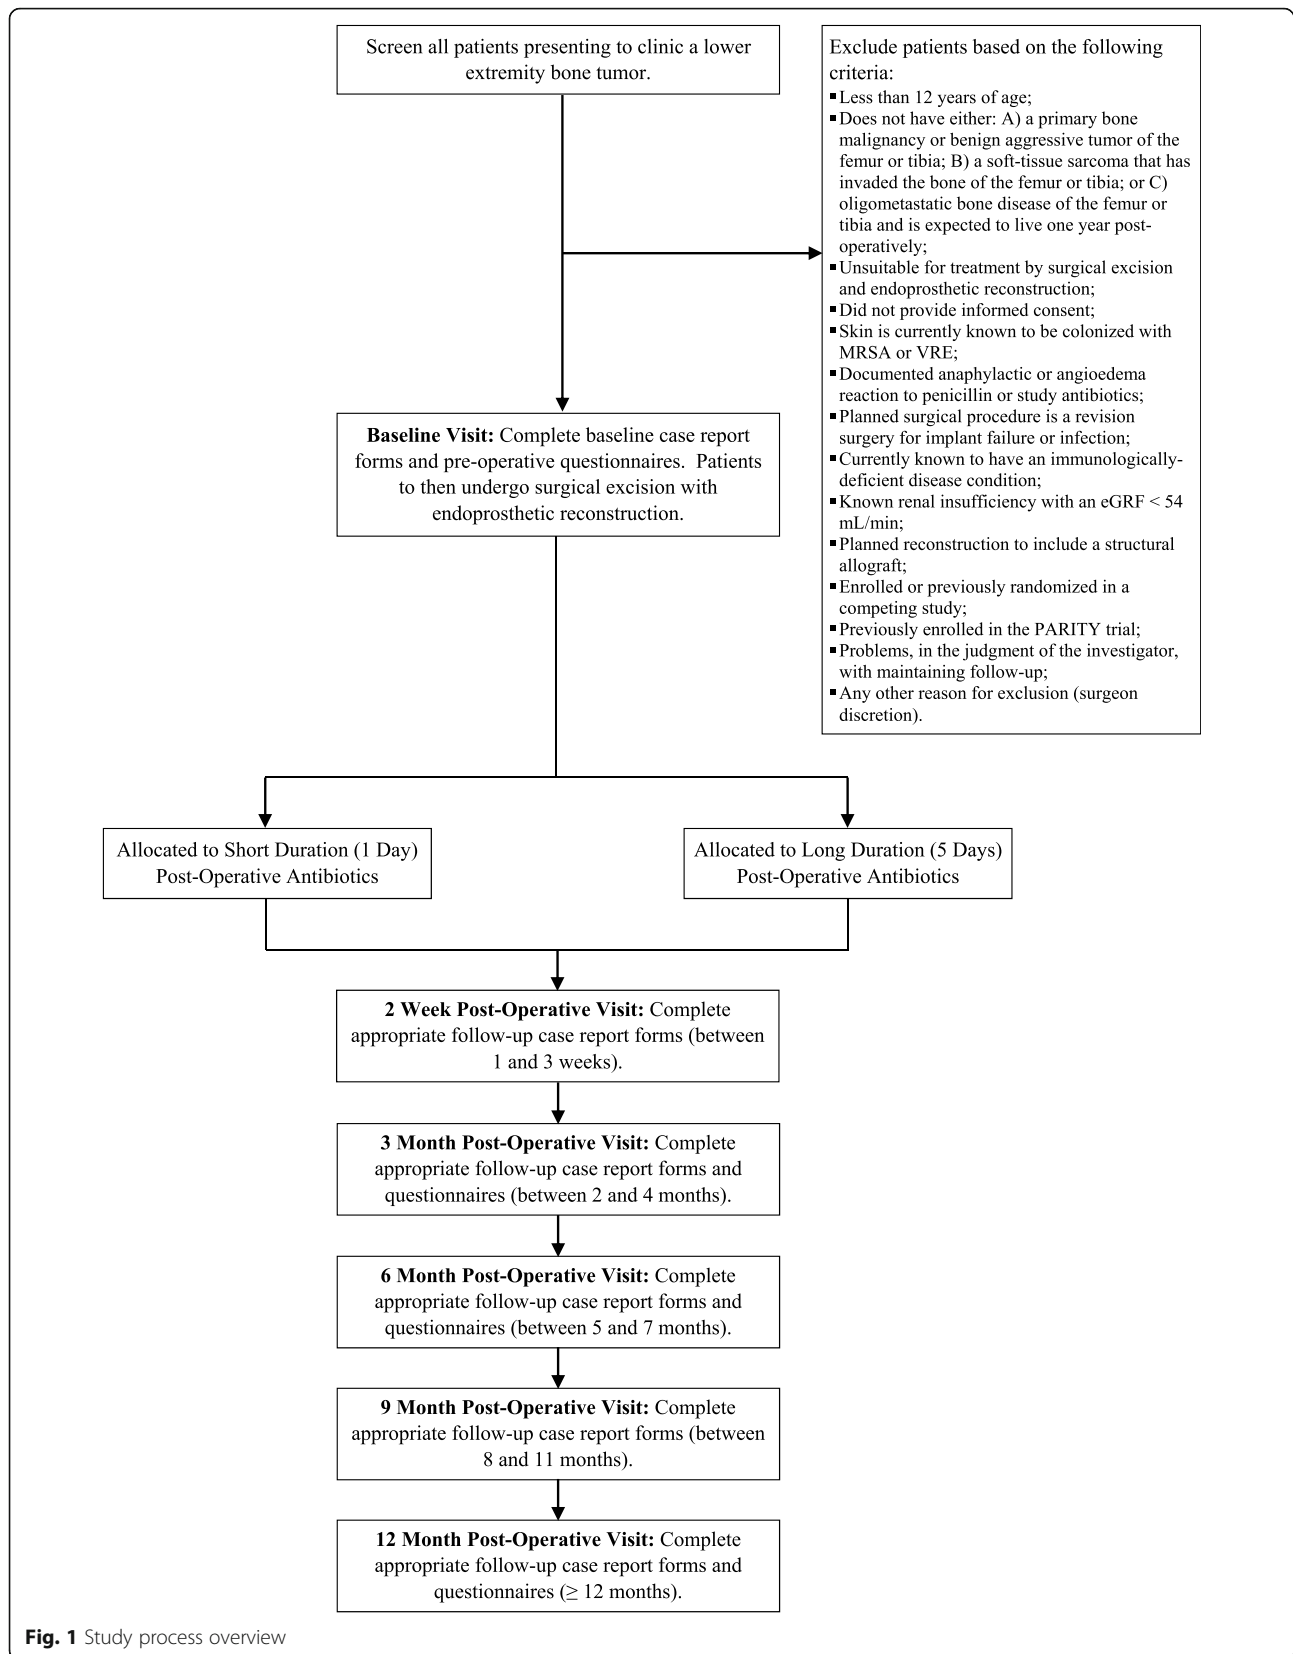 Screen all patients presenting to clinic a lower
extremity bone tumor.
Exclude patients based on the following
criteria:
▪Less than 12 years of age;
▪Does not have either: A) a primary bone
malignancy or benign aggressive tumor of the
femur or tibia; B) a soft-tissue sarcoma that has
invaded the bone of the femur or tibia; or C)
oligometastatic bone disease of the femur or
tibia and is expected to live one year post-
operatively;
▪Unsuitable for treatment by surgical excision
and endoprosthetic reconstruction;
▪Did not provide informed consent;
▪Skin is currently known to be colonized with
MRSA or VRE;
▪Documented anaphylactic or angioedema
reaction to penicillin or study antibiotics;
▪Planned surgical procedure is a revision
surgery for implant failure or infection;
▪Currently known to have an immunologically-
deficient disease condition;
▪Known renal insufficiency with an eGRF < 54
mL/min;
▪Planned reconstruction to include a structural
allograft;
▪Enrolled or previously randomized in a
competing study;
▪Previously enrolled in the PARITY trial;
▪Problems, in the judgment of the investigator,
with maintaining follow-up;
▪Any other reason for exclusion (surgeon
discretion).
Baseline Visit: Complete baseline case report
forms and pre-operative questionnaires. Patients
to then undergo surgical excision with
endoprosthetic reconstruction.
Allocated to Short Duration (1 Day)
Post-Operative Antibiotics
Allocated to Long Duration (5 Days)
Post-Operative Antibiotics
2 Week Post-Operative Visit: Complete
appropriate follow-up case report forms (between
1 and 3 weeks).
3 Month Post-Operative Visit: Complete
appropriate follow-up case report forms and
questionnaires (between 2 and 4 months).
6 Month Post-Operative Visit: Complete
appropriate follow-up case report forms and
questionnaires (between 5 and 7 months).
9 Month Post-Operative Visit: Complete
appropriate follow-up case report forms (between
8 and 11 months).
12 Month Post-Operative Visit: Complete
appropriate follow-up case report forms and
questionnaires (≥ 12 months).
Fig. 1 Study process overview